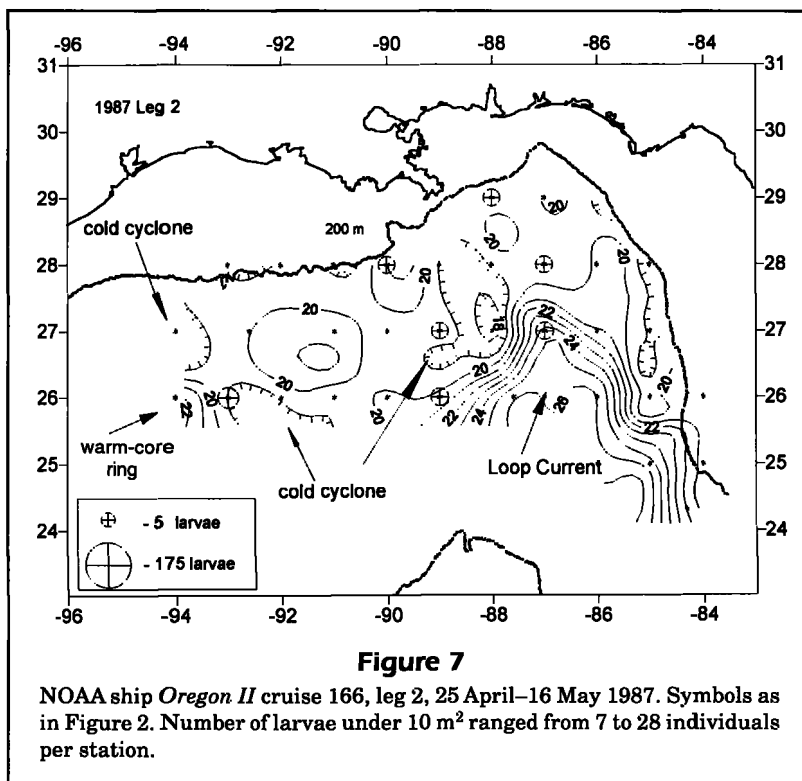 -96 -94 -92 -90 -88 -86 -84
31 31
1987 Leg 2
30 30
29 20 29
cold cyclone 200 m
20
28 20 20 28
20 22
27 18 24 27
20
26 22 20 20 22 24 26 20 26
22
warm-core
ring
Loop Current
25 25
cold cyclone
- 5 larvae
24 24
- 175 larvae
-96 -94 -92 -90 -88 -86 -84
Figure 7
NOAA ship Oregon II cruise 166, leg 2, 25 April–16 May 1987. Symbols as
in Figure 2. Number of larvae under 10 m² ranged from 7 to 28 individuals
per station.